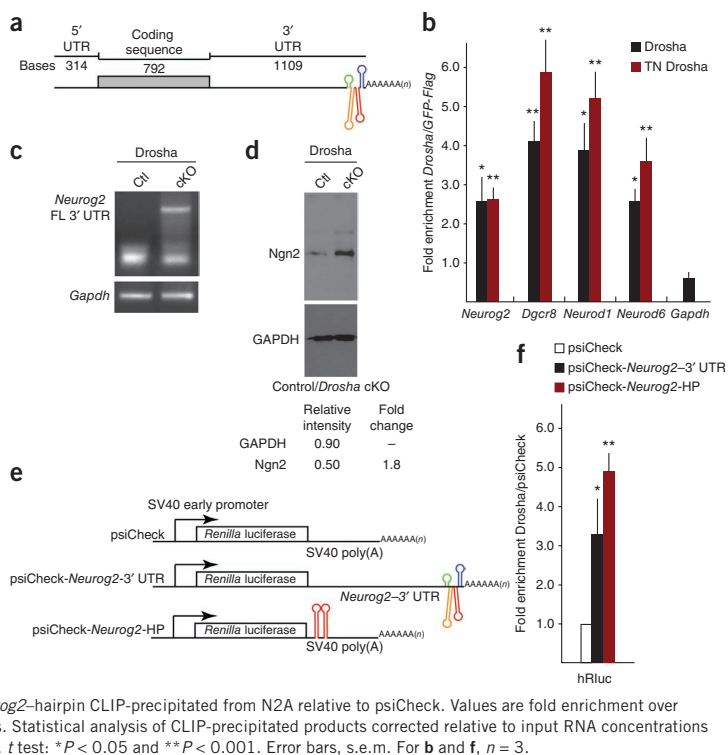 a
5′ UTR
Coding sequence
3′ UTR
Bases 314 792 1109
AAAAAA(n)
b
Drosha
TN Drosha
Fold enrichment Drosha/GFP-Flag
6.0
5.0
4.0
3.0
2.0
1.0
* ** ** ** * ** * **
Neurog2 Dgcr8 Neurod1 Neurod6 Gapdh
c
Drosha
Ctl cKO
Neurog2 FL 3′ UTR
Gapdh
d
Drosha
Ctl cKO
Ngn2
GAPDH
Control/Drosha cKO
Relative intensity Fold change
GAPDH 0.90 –
Ngn2 0.50 1.8
e
SV40 early promoter
psiCheck Renilla luciferase AAAAAA(n)
SV40 poly(A)
psiCheck-Neurog2-3′ UTR Renilla luciferase AAAAAA(n)
Neurog2–3′ UTR
psiCheck-Neurog2-HP Renilla luciferase AAAAAA(n)
SV40 poly(A)
f
psiCheck
psiCheck-Neurog2–3′ UTR
psiCheck-Neurog2-HP
Fold enrichment Drosha/psiCheck
6.0
5.0
4.0
3.0
2.0
1.0
* **
hRluc
rog2–hairpin CLIP-precipitated from N2A relative to psiCheck. Values are fold enrichment over
s. Statistical analysis of CLIP-precipitated products corrected relative to input RNA concentrations
. t test: *P < 0.05 and **P < 0.001. Error bars, s.e.m. For b and f, n = 3.